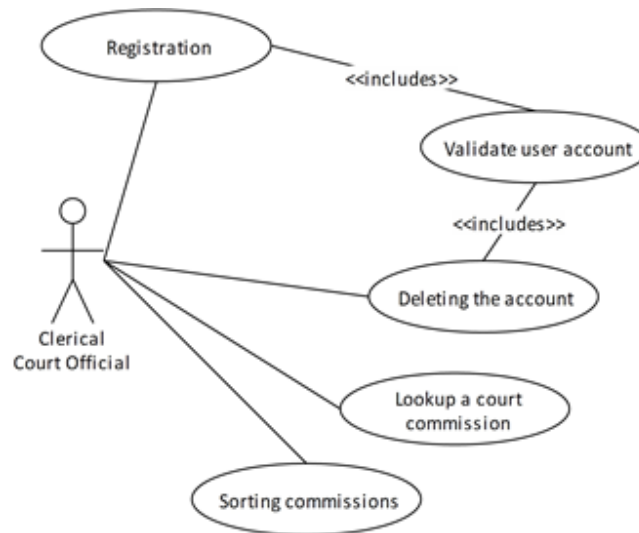 Registration
<<includes>>
Validate user account
<<includes>>
Deleting the account
Clerical
Court Official
Lookup a court
commission
Sorting commissions